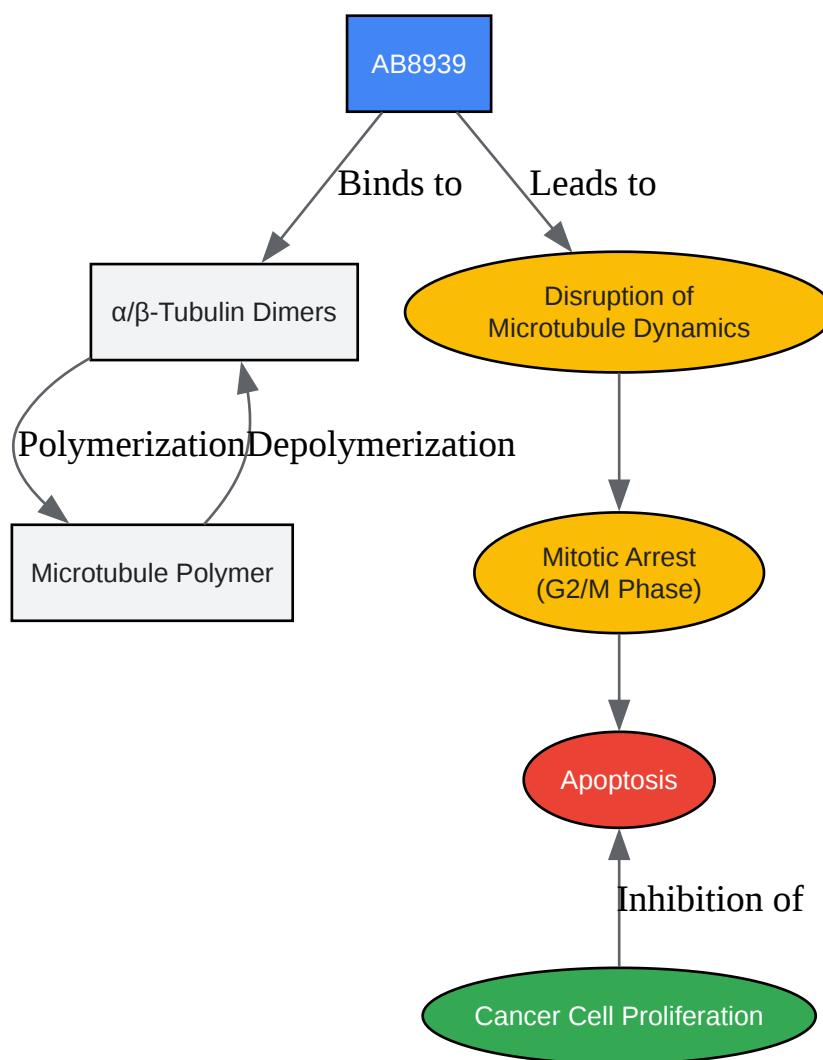 AB8939
Binds to
Leads to
α/β-Tubulin Dimers
Disruption of
Microtubule Dynamics
Polymerization
Depolymerization
Microtubule Polymer
Mitotic Arrest
(G2/M Phase)
Apoptosis
Inhibition of
Cancer Cell Proliferation